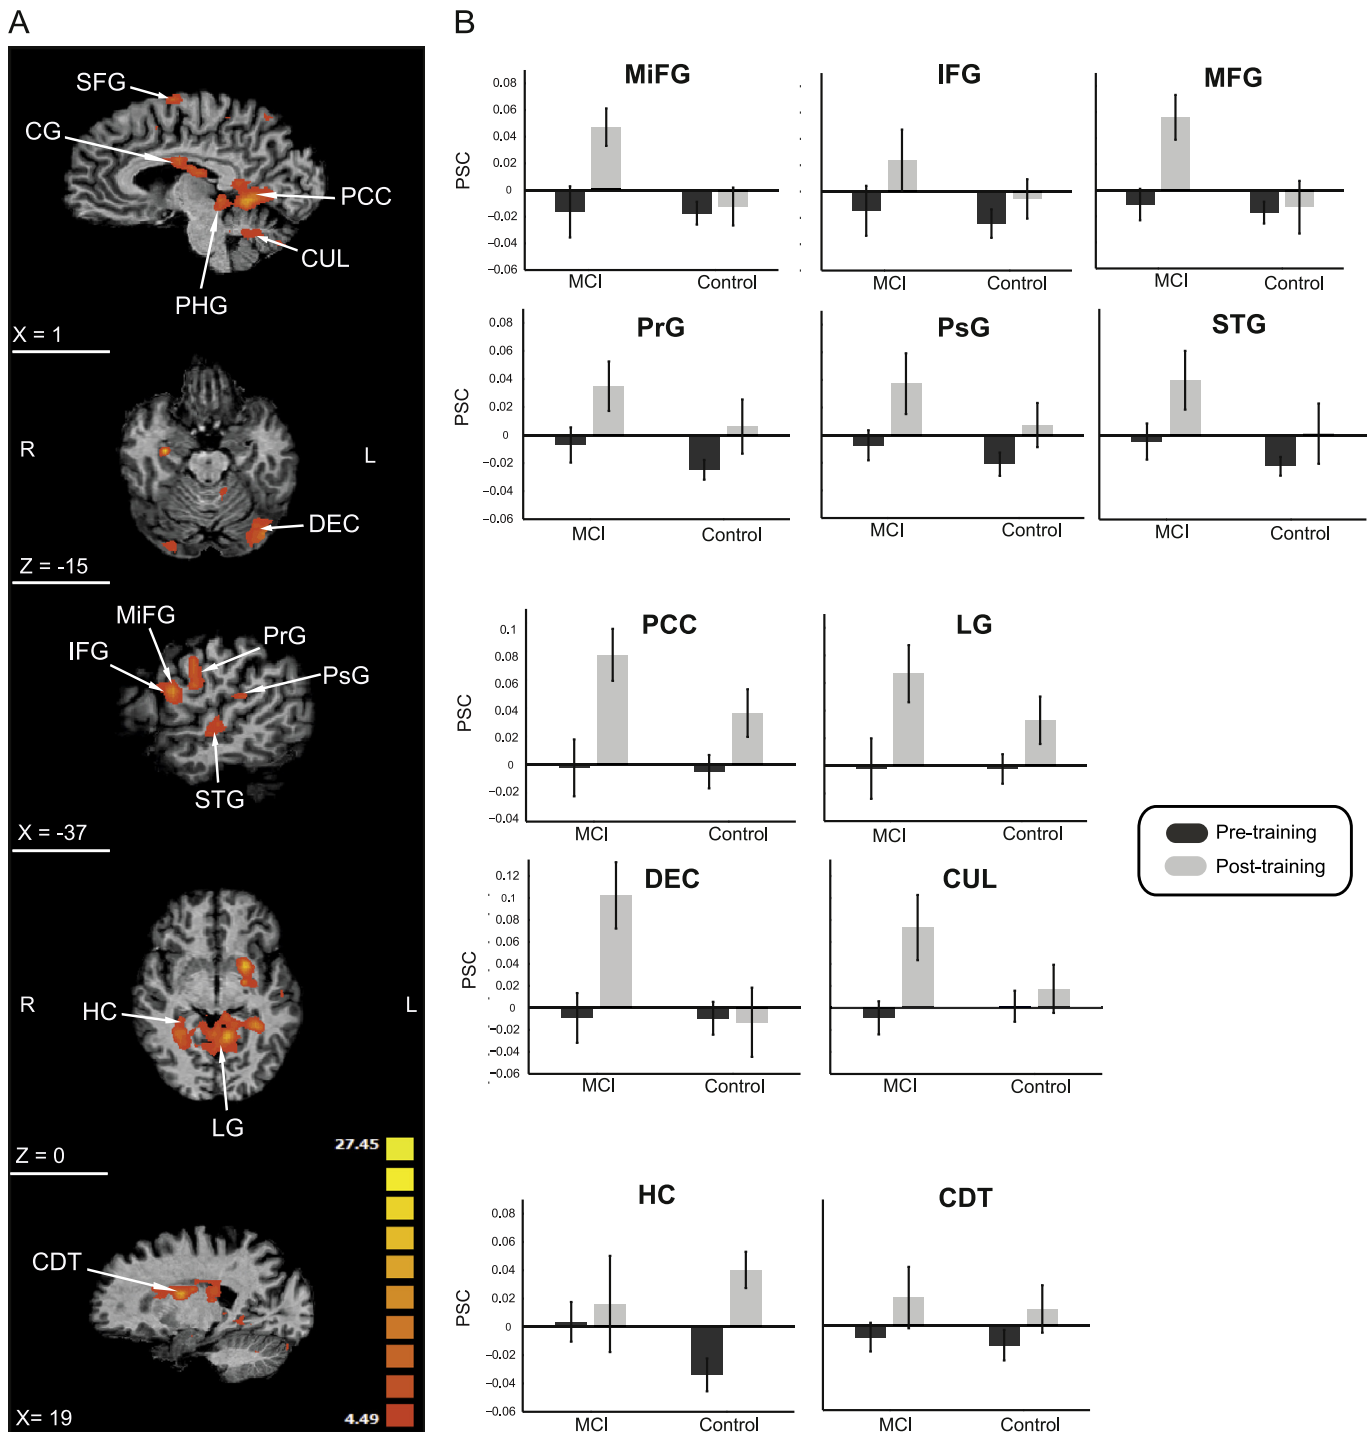 A
SFG
CG
PCC
CUL
PHG
X = 1
R
L
DEC
Z = -15
MiFG
IFG
PrG
PsG
STG
X = -37
R
L
HC
LG
Z = 0
27.45
CDT
X= 19
4.49
B
MiFG
PSC
0.08
0.06
0.04
0.02
0
−0.02
−0.04
−0.06
MCI
Control
IFG
MCI
Control
MFG
MCI
Control
PrG
PSC
0.08
0.06
0.04
0.02
0
−0.02
−0.04
−0.06
MCI
Control
PsG
MCI
Control
STG
MCI
Control
PCC
PSC
0.1
0.08
0.06
0.04
0.02
0
−0.02
−0.04
MCI
Control
LG
MCI
Control
Pre-training
Post-training
DEC
PSC
0.12
0.1
0.08
0.06
0.04
0.02
0
−0.02
−0.04
−0.06
MCI
Control
CUL
MCI
Control
HC
PSC
0.08
0.06
0.04
0.02
0
−0.02
−0.04
−0.06
MCI
Control
CDT
MCI
Control